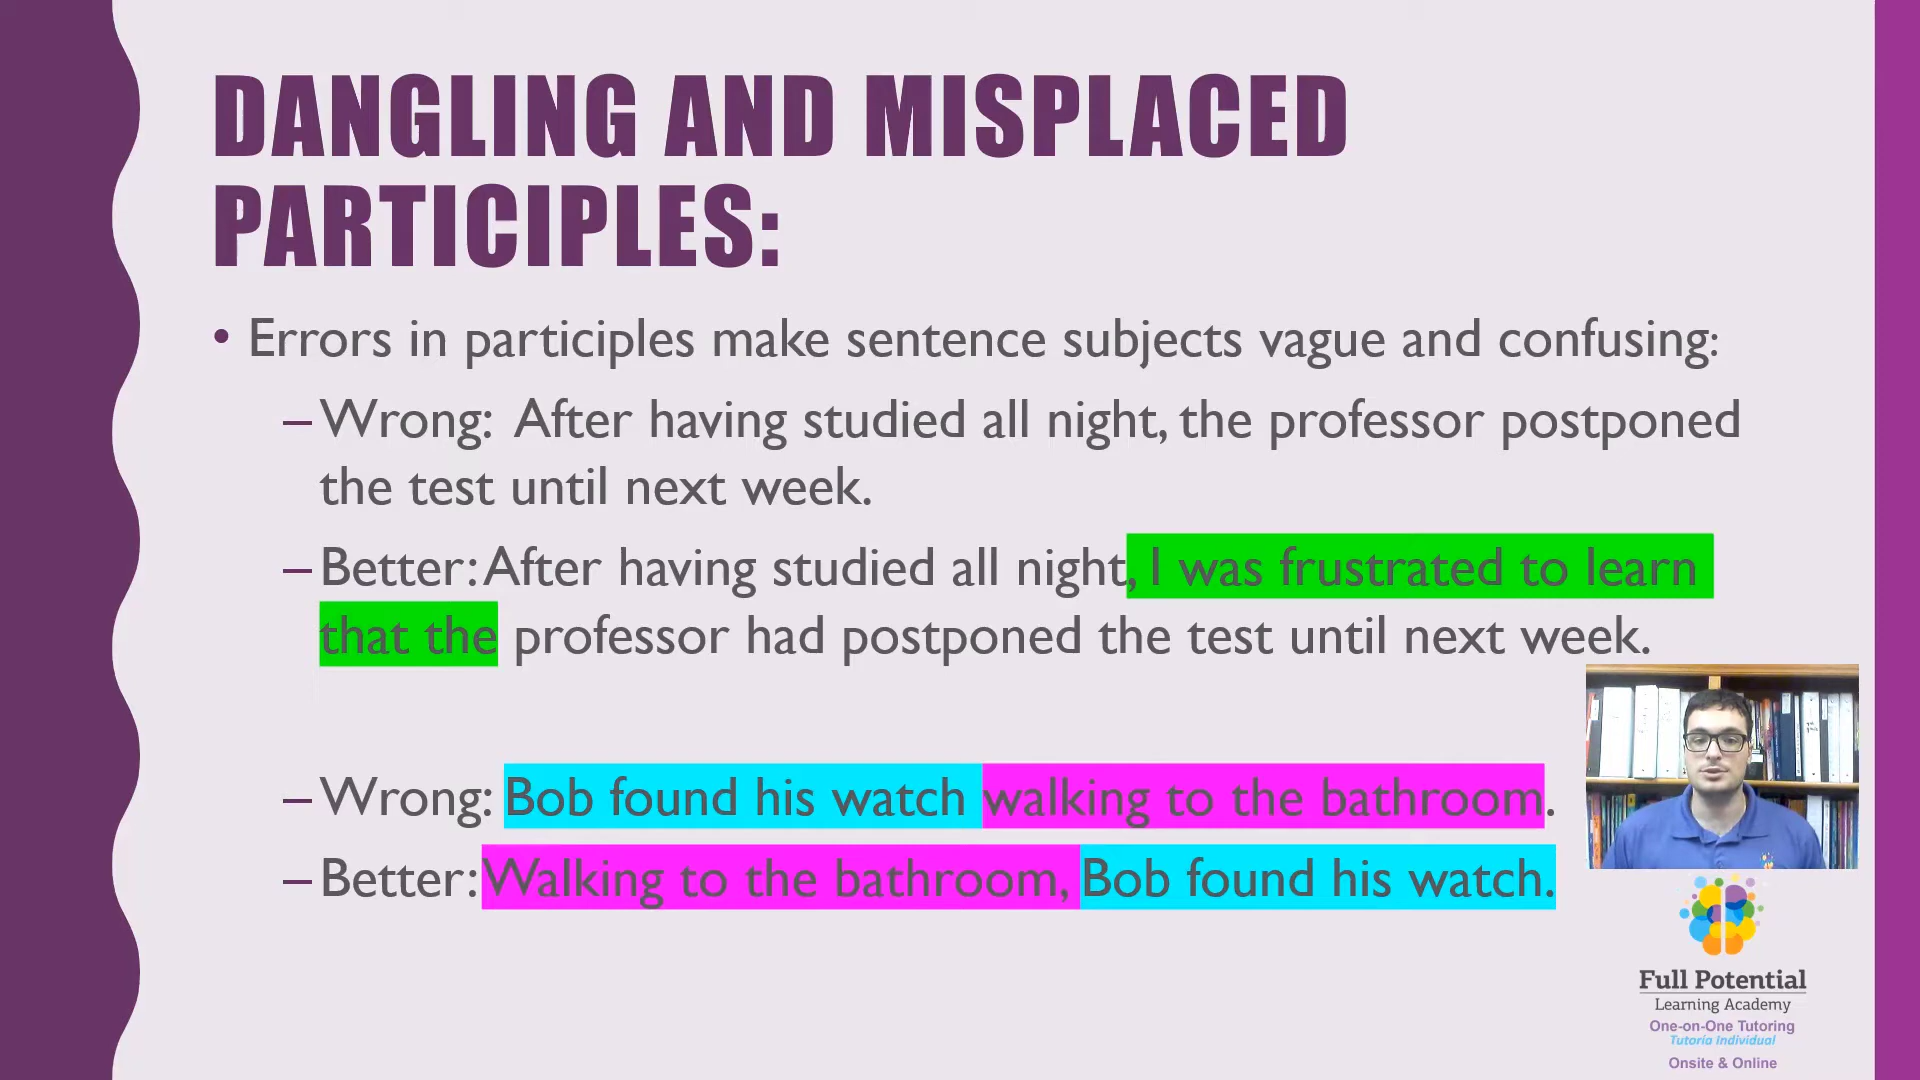 DANGLING AND MISPLACED
PARTICIPLES:
• Errors in participles make sentence subjects vague and confusing:
– Wrong: After having studied all night, the professor postponed
the test until next week.
– Better: After having studied all night, I was frustrated to learn
that the professor had postponed the test until next week.
– Wrong: Bob found his watch walking to the bathroom.
– Better: Walking to the bathroom, Bob found his watch.
Full Potential
Learning Academy
One-on-One Tutoring
Tutoría Individual
Onsite & Online